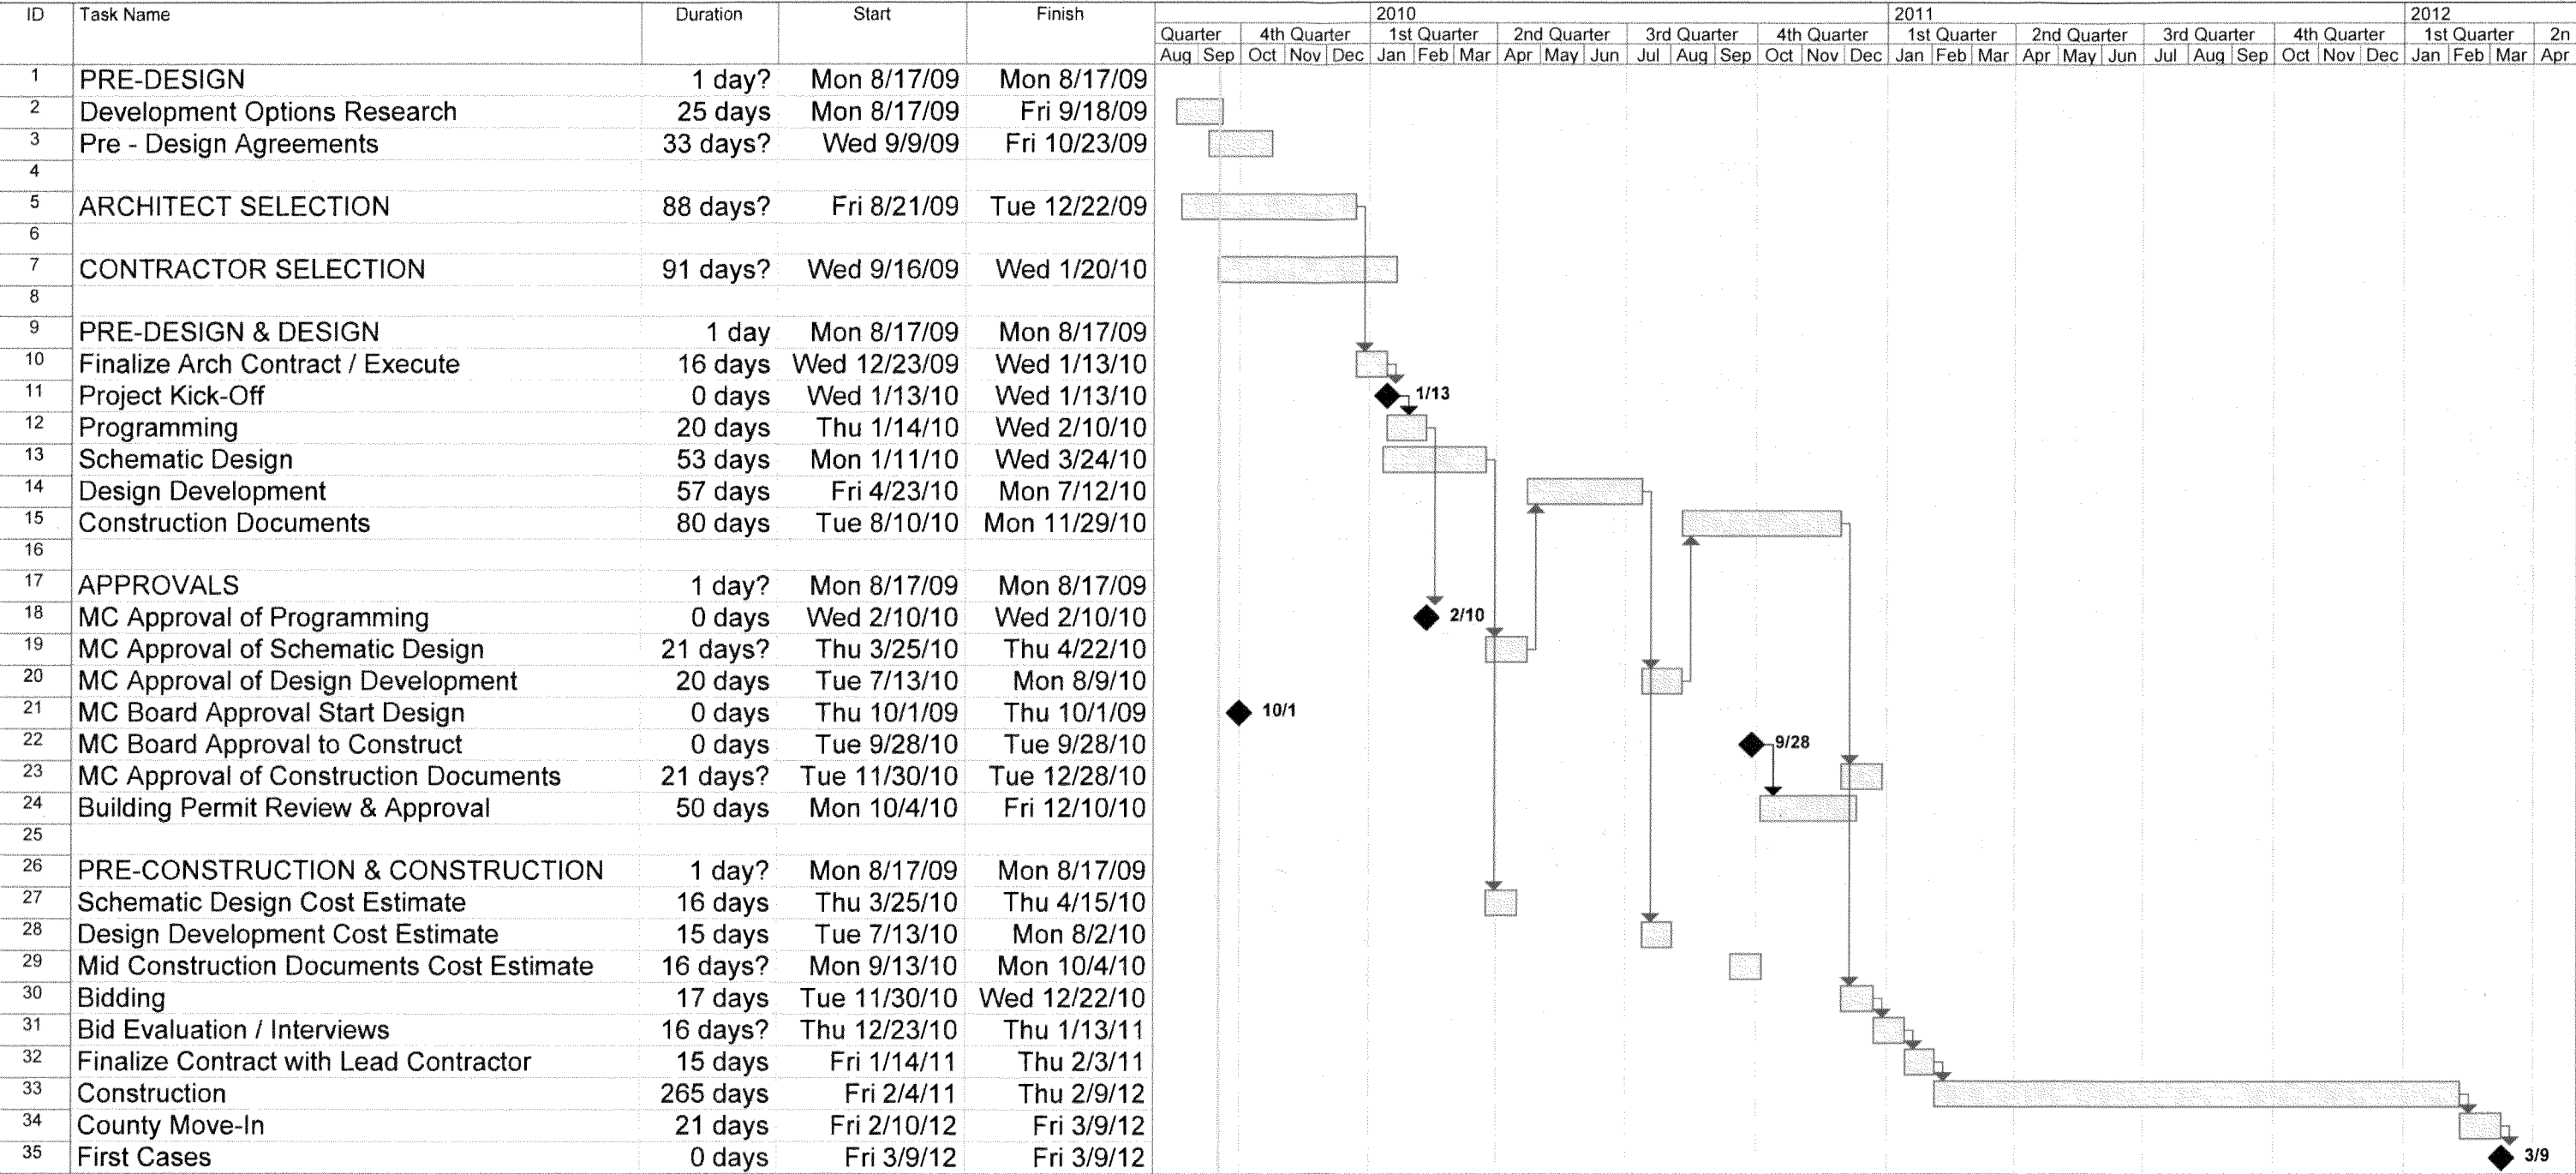 ID Task Name Duration Start Finish 2010 2011 2012
Quarter 4th Quarter 1st Quarter 2nd Quarter 3rd Quarter 4th Quarter 1st Quarter 2nd Quarter 3rd Quarter 4th Quarter 1st Quarter 2n
Aug Sep Oct Nov Dec Jan Feb Mar Apr May Jun Jul Aug Sep Oct Nov Dec Jan Feb Mar Apr May Jun Jul Aug Sep Oct Nov Dec Jan Feb Mar Apr
1 PRE-DESIGN 1 day? Mon 8/17/09 Mon 8/17/09
2 Development Options Research 25 days Mon 8/17/09 Fri 9/18/09
3 Pre - Design Agreements 33 days? Wed 9/9/09 Fri 10/23/09
4
5 ARCHITECT SELECTION 88 days? Fri 8/21/09 Tue 12/22/09
6
7 CONTRACTOR SELECTION 91 days? Wed 9/16/09 Wed 1/20/10
8
9 PRE-DESIGN & DESIGN 1 day Mon 8/17/09 Mon 8/17/09
10 Finalize Arch Contract / Execute 16 days Wed 12/23/09 Wed 1/13/10
11 Project Kick-Off 0 days Wed 1/13/10 Wed 1/13/10 1/13
12 Programming 20 days Thu 1/14/10 Wed 2/10/10
13 Schematic Design 53 days Mon 1/11/10 Wed 3/24/10
14 Design Development 57 days Fri 4/23/10 Mon 7/12/10
15 Construction Documents 80 days Tue 8/10/10 Mon 11/29/10
16
17 APPROVALS 1 day? Mon 8/17/09 Mon 8/17/09
18 MC Approval of Programming 0 days Wed 2/10/10 Wed 2/10/10 2/10
19 MC Approval of Schematic Design 21 days? Thu 3/25/10 Thu 4/22/10
20 MC Approval of Design Development 20 days Tue 7/13/10 Mon 8/9/10
21 MC Board Approval Start Design 0 days Thu 10/1/09 Thu 10/1/09 10/1
22 MC Board Approval to Construct 0 days Tue 9/28/10 Tue 9/28/10 9/28
23 MC Approval of Construction Documents 21 days? Tue 11/30/10 Tue 12/28/10
24 Building Permit Review & Approval 50 days Mon 10/4/10 Fri 12/10/10
25
26 PRE-CONSTRUCTION & CONSTRUCTION 1 day? Mon 8/17/09 Mon 8/17/09
27 Schematic Design Cost Estimate 16 days Thu 3/25/10 Thu 4/15/10
28 Design Development Cost Estimate 15 days Tue 7/13/10 Mon 8/2/10
29 Mid Construction Documents Cost Estimate 16 days? Mon 9/13/10 Mon 10/4/10
30 Bidding 17 days Tue 11/30/10 Wed 12/22/10
31 Bid Evaluation / Interviews 16 days? Thu 12/23/10 Thu 1/13/11
32 Finalize Contract with Lead Contractor 15 days Fri 1/14/11 Thu 2/3/11
33 Construction 265 days Fri 2/4/11 Thu 2/9/12
34 County Move-In 21 days Fri 2/10/12 Fri 3/9/12
35 First Cases 0 days Fri 3/9/12 Fri 3/9/12 3/9